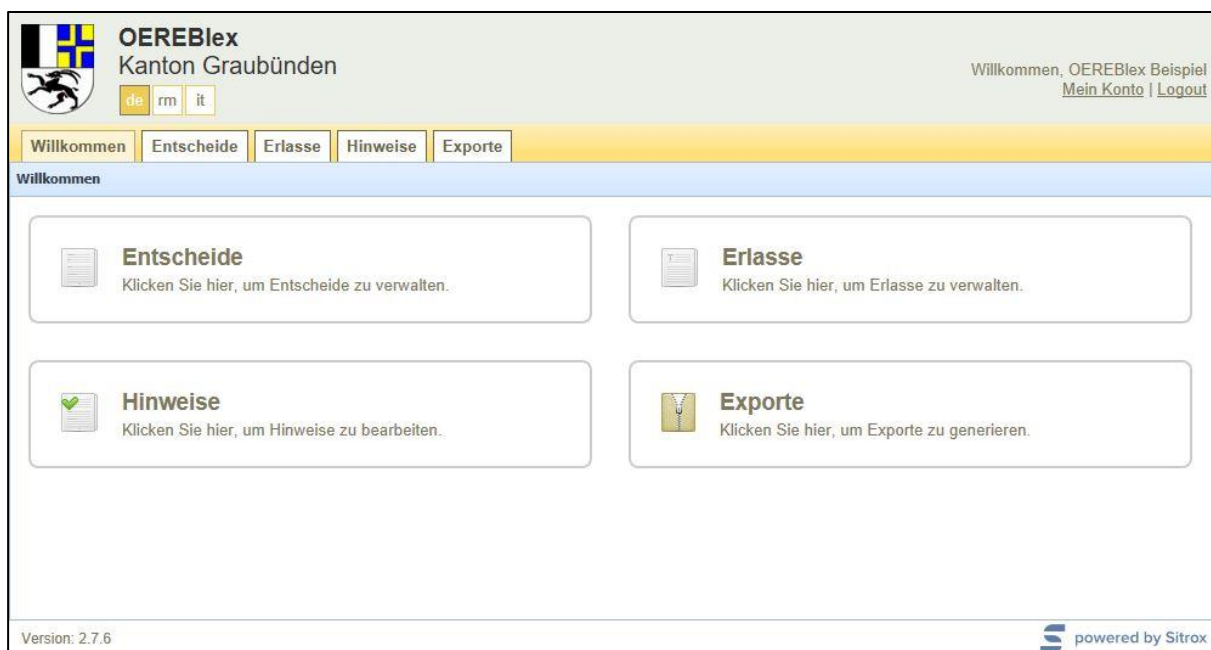 OEREBlex
Kanton Graubünden
de rm it
Willkommen, OEREBlex Beispiel
Mein Konto | Logout
Willkommen Entscheide Erlasse Hinweise Exporte
Willkommen
Entscheide
Klicken Sie hier, um Entscheide zu verwalten.
Erlasse
Klicken Sie hier, um Erlasse zu verwalten.
Hinweise
Klicken Sie hier, um Hinweise zu bearbeiten.
Exporte
Klicken Sie hier, um Exporte zu generieren.
Version: 2.7.6
powered by Sitrox